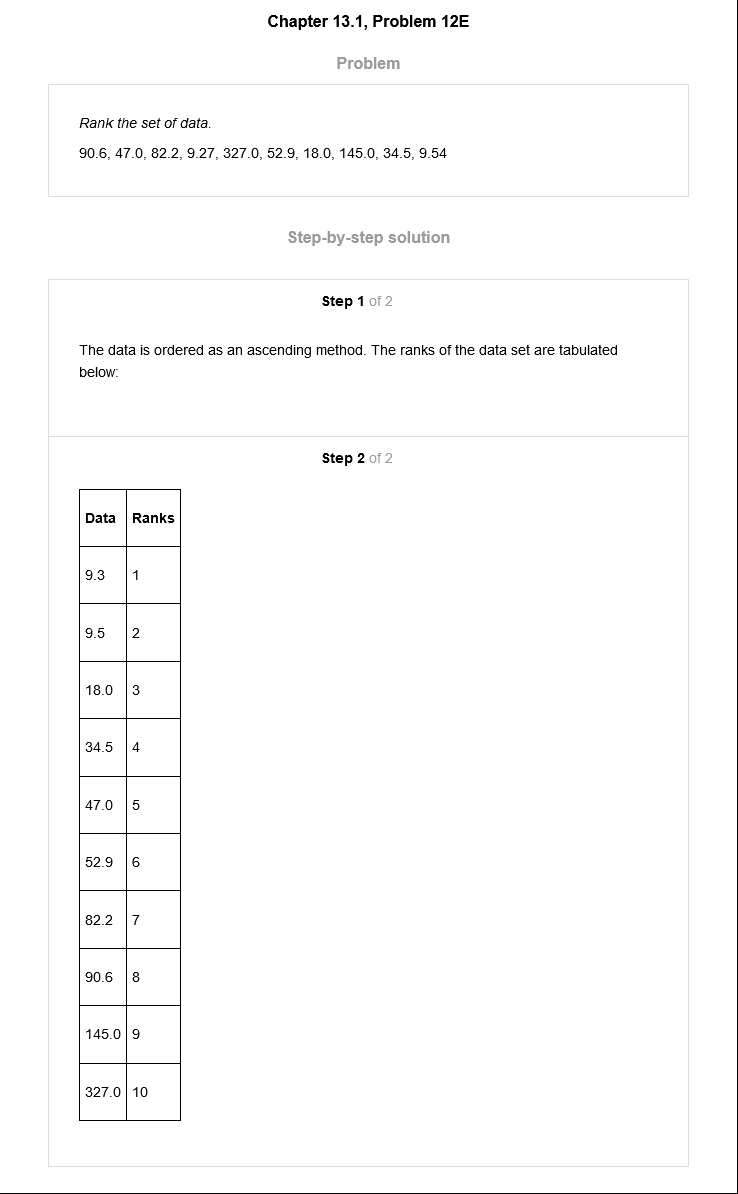 Chapter 13.1, Problem 12E
Problem
Rank the set of data.
90.6, 47.0, 82.2, 9.27, 327.0, 52.9, 18.0, 145.0, 34.5, 9.54
Step-by-step solution
Step 1 of 2
The data is ordered as an ascending method. The ranks of the data set are tabulated
below:
Step 2 of 2
Data Ranks
9.3 1
9.5 2
18.0 3
34.5 4
47.0 5
52.9 6
82.2 7
90.6 8
145.0 9
327.0 10